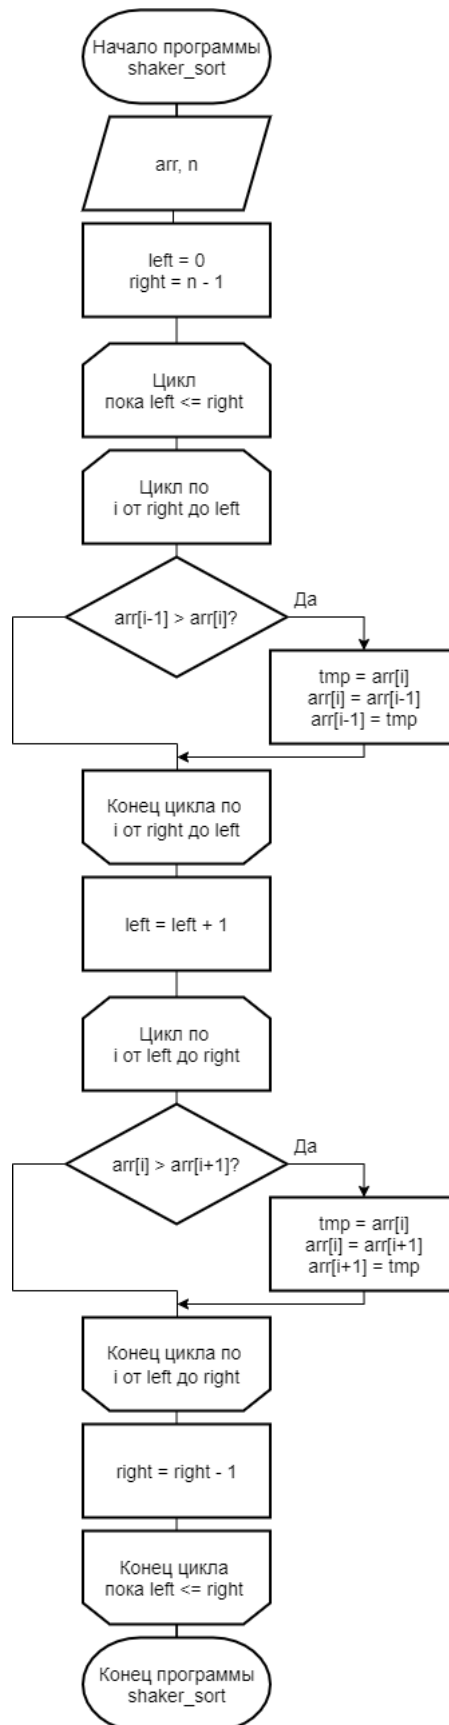 Начало программы
shaker_sort
arr, n
left = 0
right = n - 1
Цикл
пока left <= right
Цикл по
i от right до left
arr[i-1] > arr[i]?
Да
tmp = arr[i]
arr[i] = arr[i-1]
arr[i-1] = tmp
Конец цикла по
i от right до left
left = left + 1
Цикл по
i от left до right
arr[i] > arr[i+1]?
Да
tmp = arr[i]
arr[i] = arr[i+1]
arr[i+1] = tmp
Конец цикла по
i от left до right
right = right - 1
Конец цикла
пока left <= right
Конец программы
shaker_sort